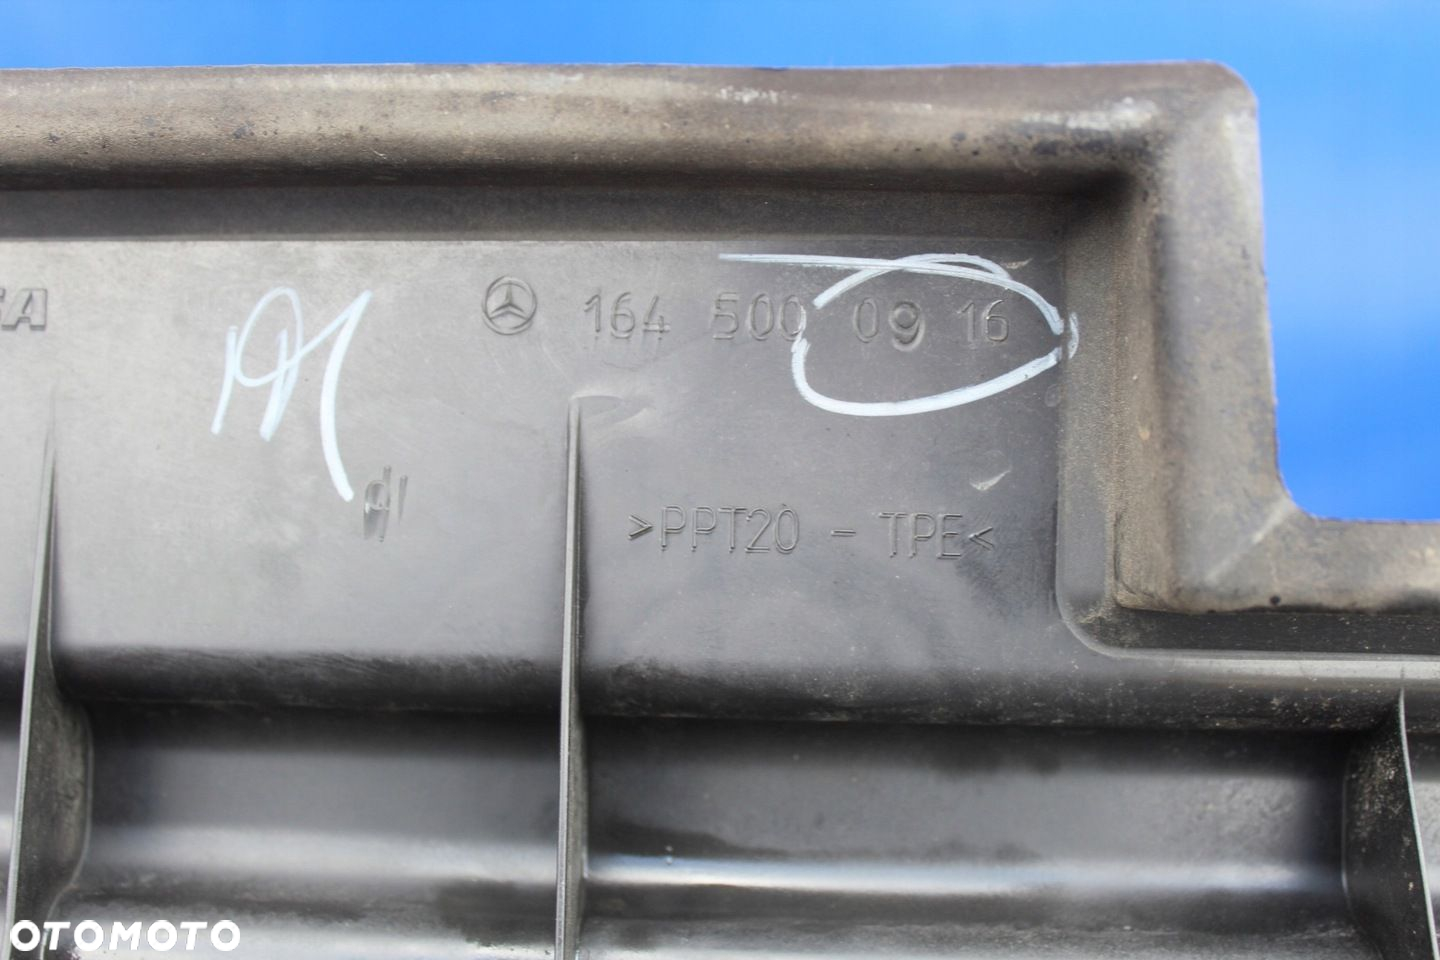 164 500 09 16
>PPT20 - TPE<
OTOMOTO